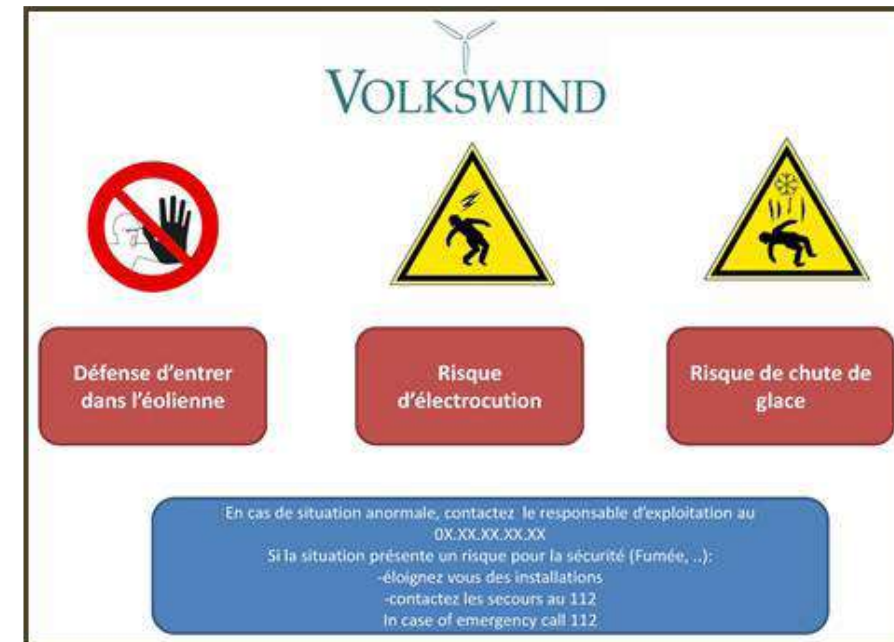 VOLKSWIND
Défense d'entrer
dans l'éolienne
Risque
d'électrocution
Risque de chute de
glace
En cas de situation anormale, contactez le responsable d'exploitation au
0X.XX.XX.XX.XX
Si la situation présente un risque pour la sécurité (Fumée, ..):
-éloignez vous des installations
-contactez les secours au 112
In case of emergency call 112